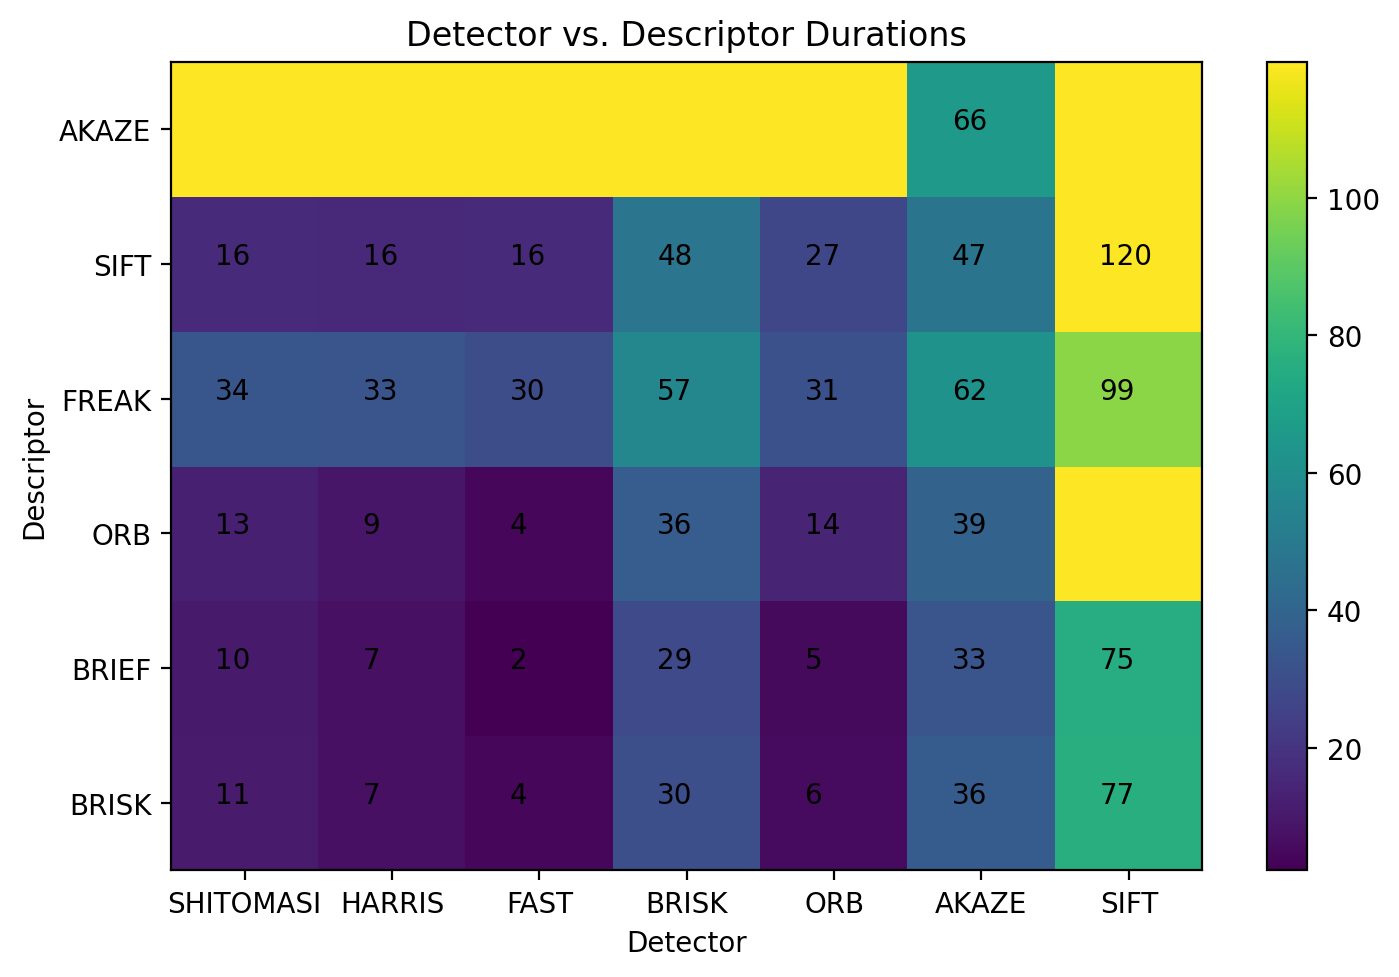 Detector vs. Descriptor Durations
AKAZE 66
SIFT 16 16 16 48 27 47 120
FREAK 34 33 30 57 31 62 99
ORB 13 9 4 36 14 39
BRIEF 10 7 2 29 5 33 75
BRISK 11 7 4 30 6 36 77
SHITOMASI HARRIS FAST BRISK ORB AKAZE SIFT
Detector
Descriptor
100
80
60
40
20